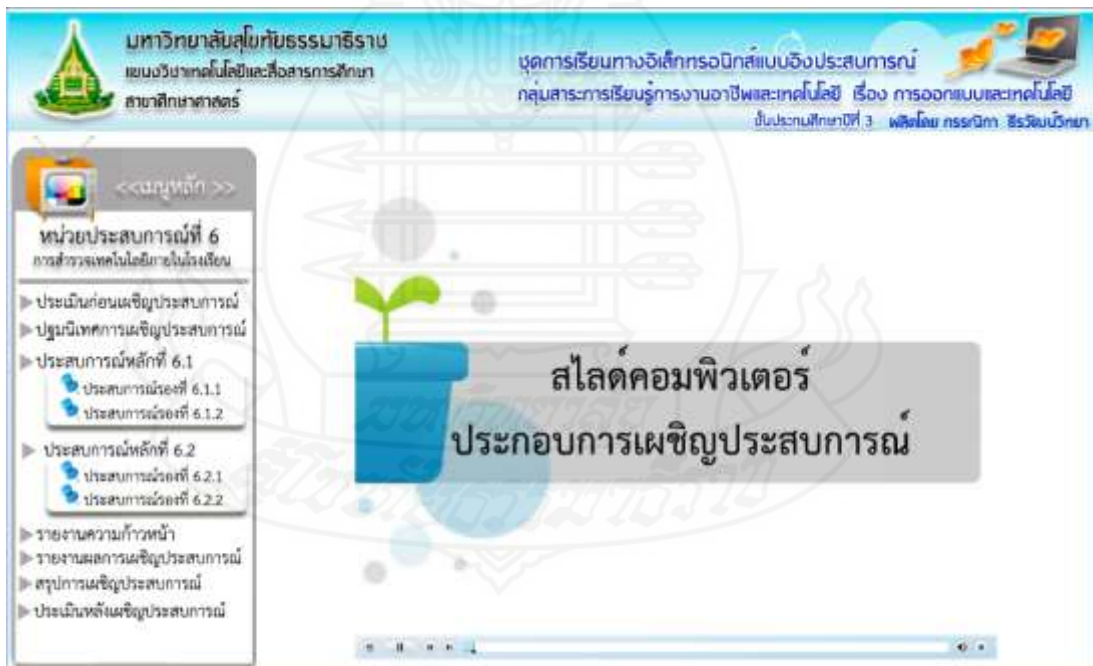 มหาวิทยาลัยสุโขทัยธรรมาธิราช
แขนงวิชาเทคโนโลยีและสื่อสารการศึกษา
สาขาศึกษาศาสตร์
ชุดการเรียนทางอิเล็กทรอนิกส์แบบอิงประสบการณ์
กลุ่มสาระการเรียนรู้การงานอาชีพและเทคโนโลยี เรื่อง การออกแบบและเทคโนโลยี
ชั้นประถมศึกษาปีที่ 3 ผลิตโดย กรรณิกา ธีรวัฒน์วิทยา
<<เมนูหลัก >>
หน่วยประสบการณ์ที่ 6
การสำรวจเทคโนโลยีภายในโรงเรียน
ประเมินก่อนเผชิญประสบการณ์
ปฐมนิเทศการเผชิญประสบการณ์
ประสบการณ์หลักที่ 6.1
ประสบการณ์รองที่ 6.1.1
ประสบการณ์รองที่ 6.1.2
ประสบการณ์หลักที่ 6.2
ประสบการณ์รองที่ 6.2.1
ประสบการณ์รองที่ 6.2.2
รายงานความก้าวหน้า
รายงานผลการเผชิญประสบการณ์
สรุปการเผชิญประสบการณ์
ประเมินหลังเผชิญประสบการณ์
สไลด์คอมพิวเตอร์
ประกอบการเผชิญประสบการณ์